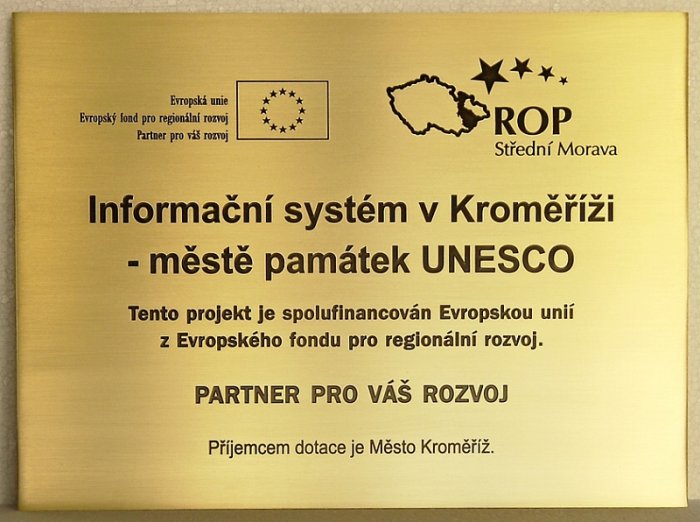 Evropská unie
Evropský fond pro regionální rozvoj
Partner pro váš rozvoj
ROP
Střední Morava
Informační systém v Kroměříži
- městě památek UNESCO
Tento projekt je spolufinancován Evropskou unií
z Evropského fondu pro regionální rozvoj.
PARTNER PRO VÁŠ ROZVOJ
Příjemcem dotace je Město Kroměříž.